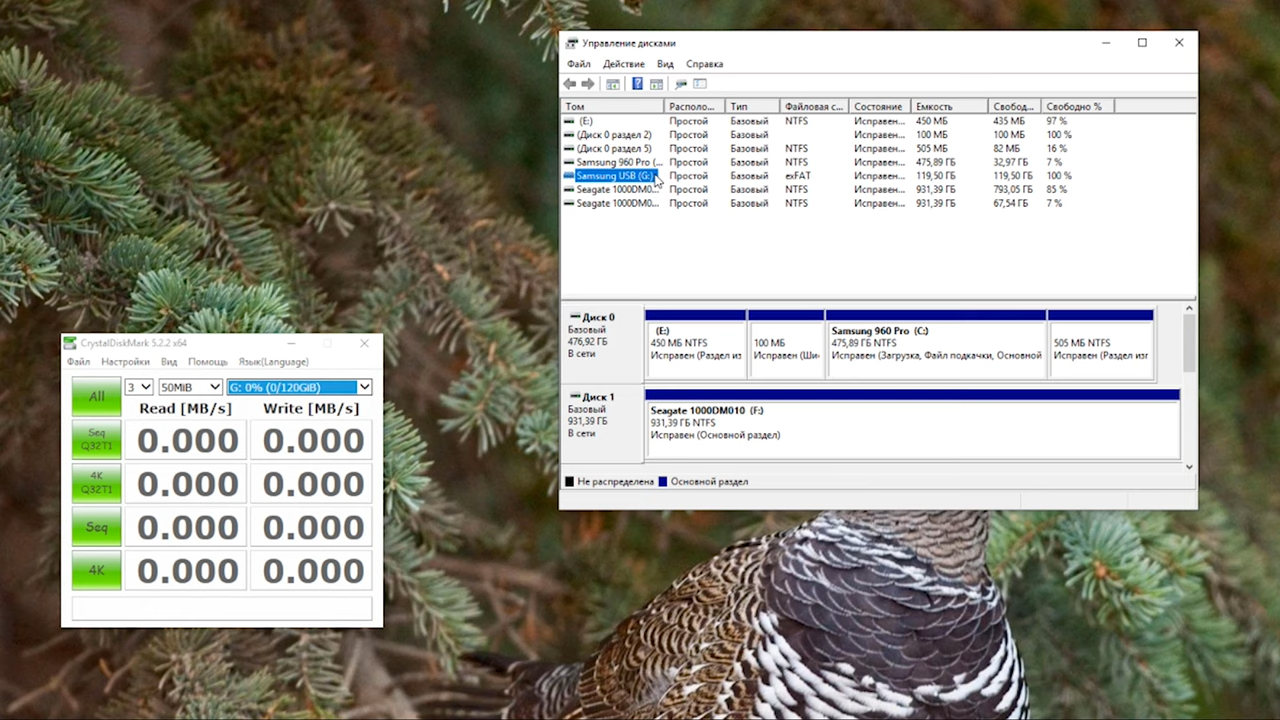 Управление дисками
Файл Действие Вид Справка
Том Располо... Тип Файловая с... Состояние Емкость Свобод... Свободно %
(E:) Простой Базовый NTFS Исправен... 450 МБ 435 МБ 97 %
(Диск 0 раздел 2) Простой Базовый Исправен... 100 МБ 100 МБ 100 %
(Диск 0 раздел 5) Простой Базовый NTFS Исправен... 505 МБ 82 МБ 16 %
Samsung 960 Pro (... Простой Базовый NTFS Исправен... 475,89 ГБ 32,97 ГБ 7 %
Samsung USB (G:) Простой Базовый exFAT Исправен... 119,50 ГБ 119,50 ГБ 100 %
Seagate 1000DM0... Простой Базовый NTFS Исправен... 931,39 ГБ 793,05 ГБ 85 %
Seagate 1000DM0... Простой Базовый NTFS Исправен... 931,39 ГБ 67,54 ГБ 7 %
Диск 0
Базовый
476,92 ГБ
В сети
(E:)
450 МБ NTFS
Исправен (Раздел из
100 МБ
Исправен (Ши
Samsung 960 Pro (C:)
475,89 ГБ NTFS
Исправен (Загрузка, Файл подкачки, Основной
505 МБ NTFS
Исправен (Раздел изг
Диск 1
Базовый
931,39 ГБ
В сети
Seagate 1000DM010 (F:)
931,39 ГБ NTFS
Исправен (Основной раздел)
Не распределена Основной раздел
CrystalDiskMark 5.2.2 x64
Файл Настройки Вид Помощь Язык(Language)
All 3 50MiB G: 0% (0/120GiB)
Read [MB/s] Write [MB/s]
Seq Q32T1 0.000 0.000
4K Q32T1 0.000 0.000
Seq 0.000 0.000
4K 0.000 0.000